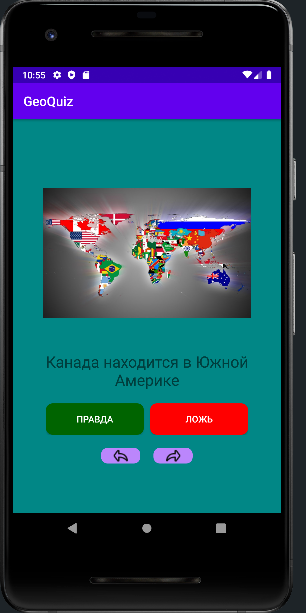 10:55
GeoQuiz
Канада находится в Южной
Америке
ПРАВДА
ЛОЖЬ